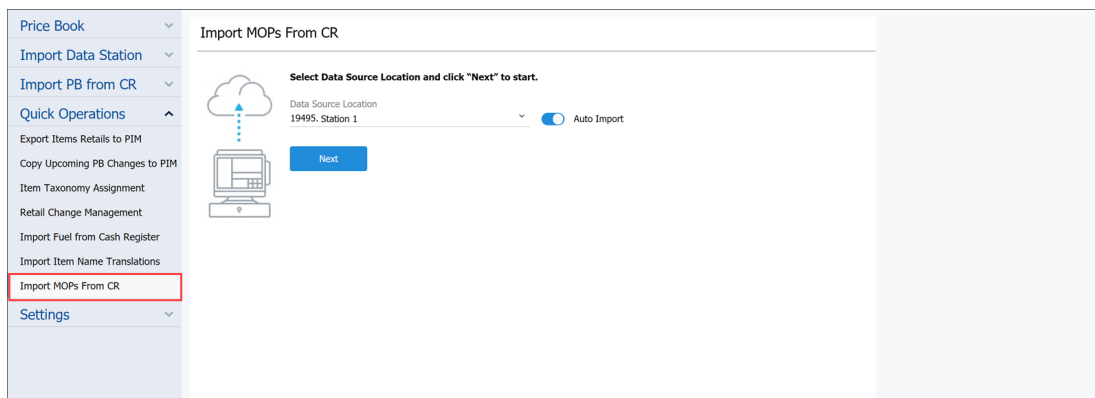 Price Book
Import Data Station
Import PB from CR
Quick Operations
Export Items Retails to PIM
Copy Upcoming PB Changes to PIM
Item Taxonomy Assignment
Retail Change Management
Import Fuel from Cash Register
Import Item Name Translations
Import MOPs From CR
Settings
Import MOPs From CR
Select Data Source Location and click “Next” to start.
Data Source Location
19495. Station 1
Auto Import
Next